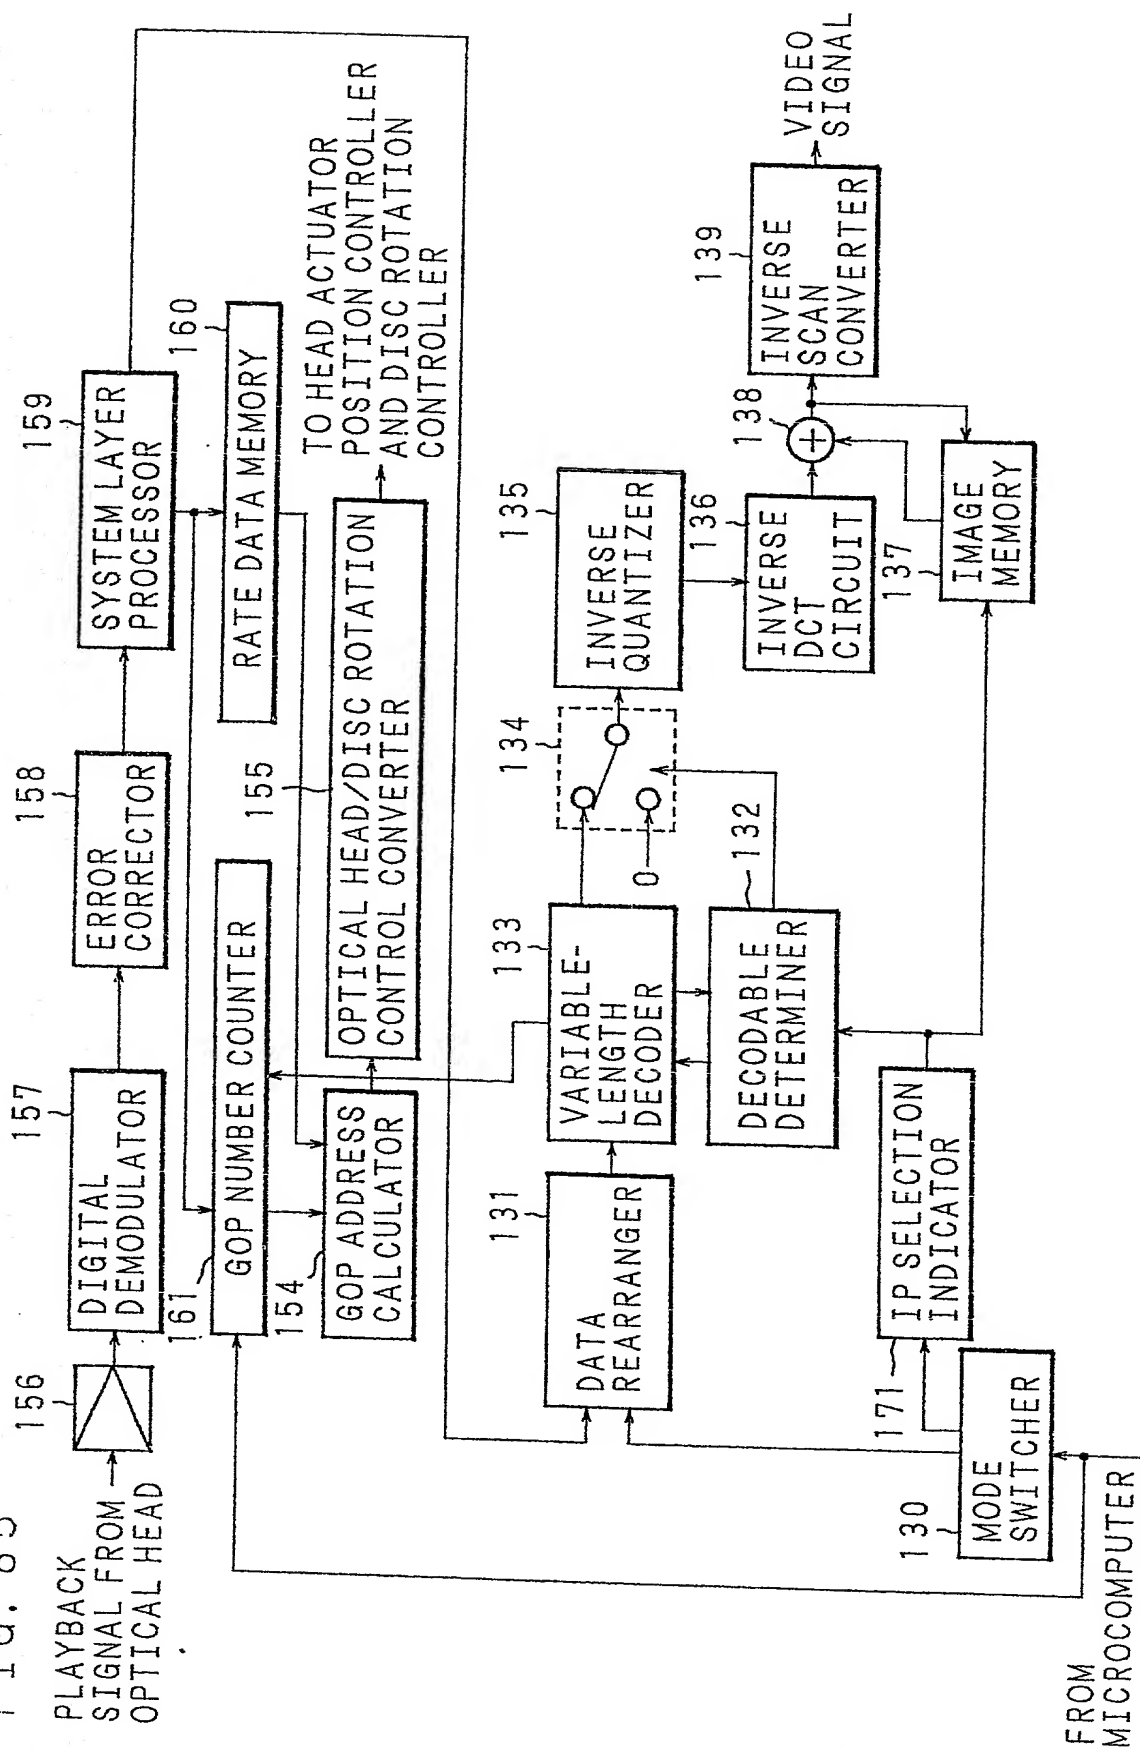 PLAYBACK
SIGNAL FROM
OPTICAL HEAD
156
157
DIGITAL
DEMODULATOR
158
ERROR
CORRECTOR
159
SYSTEM LAYER
PROCESSOR
161
GOP NUMBER COUNTER
160
RATE DATA MEMORY
154
GOP ADDRESS
CALCULATOR
155
OPTICAL HEAD/DISC ROTATION
CONTROL CONVERTER
TO HEAD ACTUATOR
POSITION CONTROLLER
AND DISC ROTATION
CONTROLLER
131
DATA
REARRANGER
133
VARIABLE-
LENGTH
DECODER
134
0
135
INVERSE
QUANTIZER
132
DECODABLE
DETERMINER
136
INVERSE
DCT
CIRCUIT
138
+
139
INVERSE
SCAN
CONVERTER
VIDEO
SIGNAL
137
IMAGE
MEMORY
171
IP SELECTION
INDICATOR
130
MODE
SWITCHER
FROM
MICROCOMPUTER